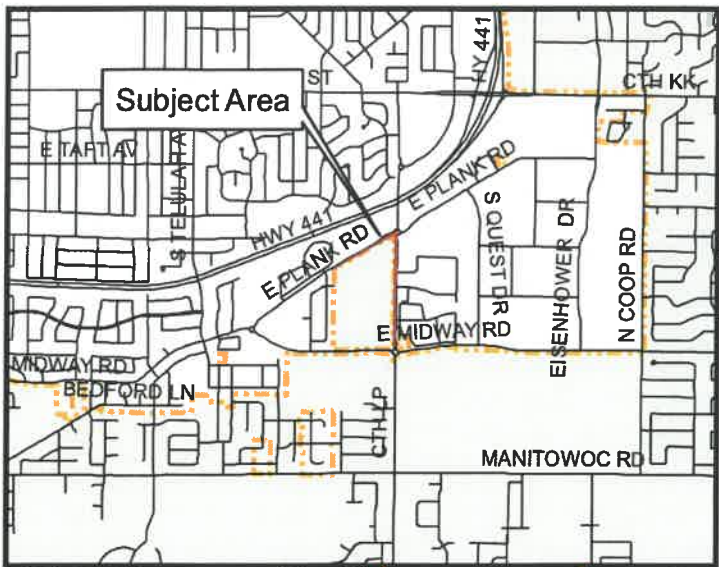 HY 441
ST
CTH KK
Subject Area
E TAFT AV
S TELULAH A
E PLANK RD
HWY 441
E PLANK RD
S QUEST DR
EISENHOWER DR
N COOP RD
E MIDWAY RD
MIDWAY RD
BEDFORD LN
CTH LP
MANITOWOC RD